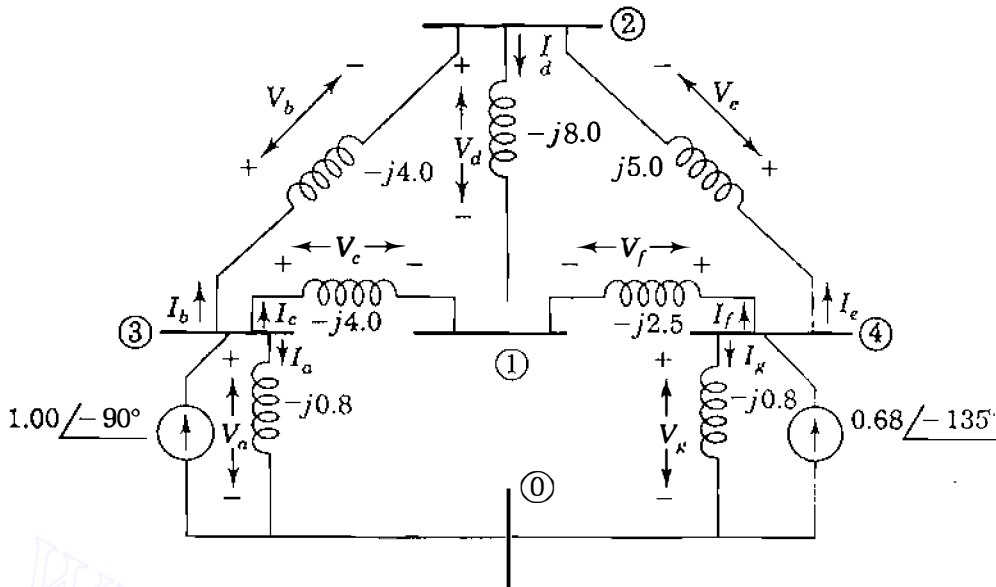 ②
I_d
V_b
− + −
V_e
−j8.0
V_d
+ − +
−j4.0
j5.0
V_c
V_f
+ − − +
I_b
I_c
I_f
I_e
③
−j4.0
−j2.5
④
①
I_a
I_g
+ +
−j0.8
−j0.8
1.00∠−90°
V_a
V_g
0.68∠−135°
− −
⓪